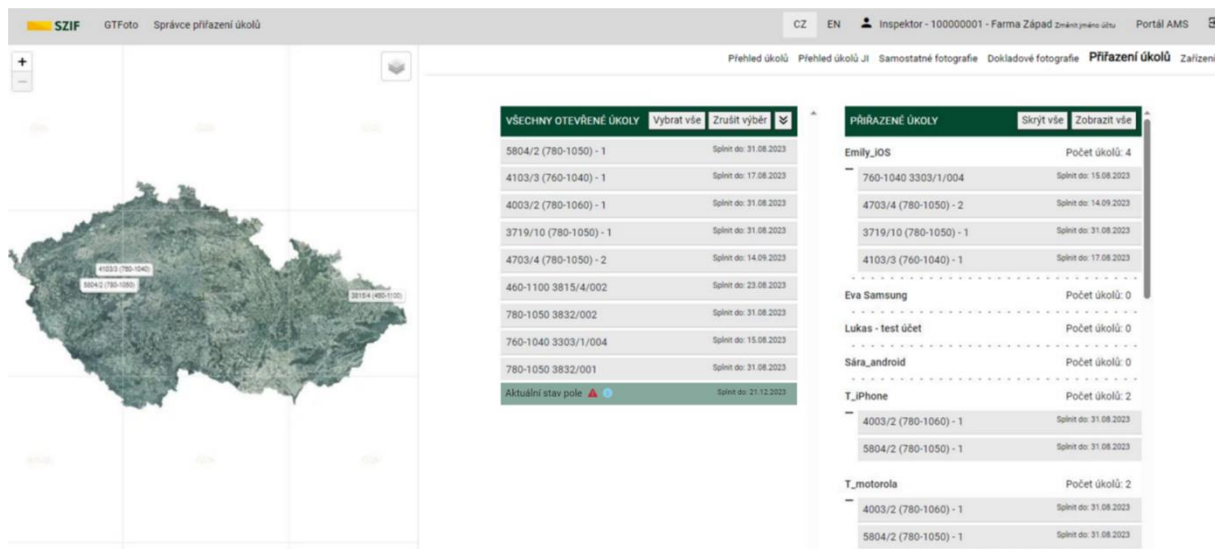 SZIF GTFoto Správce přiřazení úkolů CZ EN Inspektor - 100000001 - Farma Západ Změnit jméno účtu Portál AMS
Přehled úkolů Přehled úkolů JI Samostatné fotografie Dokladové fotografie Přiřazení úkolů Zařízení
+
−
4103/3 (760-1040)
5804/2 (780-1050)
3815/4 (460-1100)
VŠECHNY OTEVŘENÉ ÚKOLY Vybrat vše Zrušit výběr
5804/2 (780-1050) - 1 Splnit do: 31.08.2023
4103/3 (760-1040) - 1 Splnit do: 17.08.2023
4003/2 (780-1060) - 1 Splnit do: 31.08.2023
3719/10 (780-1050) - 1 Splnit do: 31.08.2023
4703/4 (780-1050) - 2 Splnit do: 14.09.2023
460-1100 3815/4/002 Splnit do: 23.08.2023
780-1050 3832/002 Splnit do: 31.08.2023
760-1040 3303/1/004 Splnit do: 15.08.2023
780-1050 3832/001 Splnit do: 31.08.2023
Aktuální stav pole Splnit do: 21.12.2023
PŘIŘAZENÉ ÚKOLY Skrýt vše Zobrazit vše
Emily_iOS Počet úkolů: 4
760-1040 3303/1/004 Splnit do: 15.08.2023
4703/4 (780-1050) - 2 Splnit do: 14.09.2023
3719/10 (780-1050) - 1 Splnit do: 31.08.2023
4103/3 (760-1040) - 1 Splnit do: 17.08.2023
Eva Samsung Počet úkolů: 0
Lukas - test účet Počet úkolů: 0
Sára_android Počet úkolů: 0
T_iPhone Počet úkolů: 2
4003/2 (780-1060) - 1 Splnit do: 31.08.2023
5804/2 (780-1050) - 1 Splnit do: 31.08.2023
T_motorola Počet úkolů: 2
4003/2 (780-1060) - 1 Splnit do: 31.08.2023
5804/2 (780-1050) - 1 Splnit do: 31.08.2023